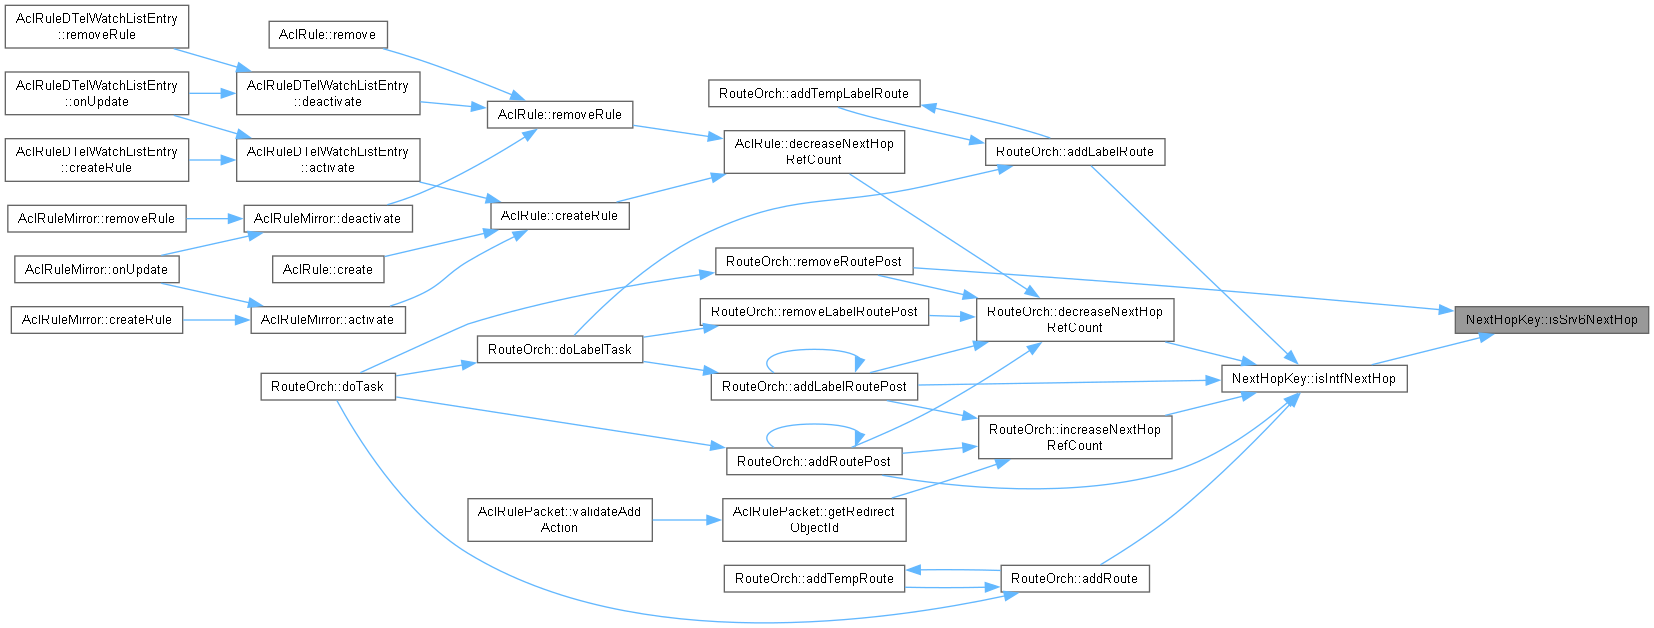 AclRuleDTelWatchListEntry
::removeRule
AclRule::remove
AclRuleDTelWatchListEntry
::onUpdate
AclRuleDTelWatchListEntry
::deactivate
RouteOrch::addTempLabelRoute
AclRule::removeRule
AclRuleDTelWatchListEntry
::createRule
AclRuleDTelWatchListEntry
::activate
AclRule::decreaseNextHop
RefCount
RouteOrch::addLabelRoute
AclRuleMirror::removeRule
AclRuleMirror::deactivate
AclRule::createRule
AclRuleMirror::onUpdate
AclRule::create
RouteOrch::removeRoutePost
AclRuleMirror::createRule
AclRuleMirror::activate
RouteOrch::removeLabelRoutePost
RouteOrch::decreaseNextHop
RefCount
NextHopKey::isSrv6NextHop
RouteOrch::doLabelTask
RouteOrch::doTask
RouteOrch::addLabelRoutePost
NextHopKey::isIntfNextHop
RouteOrch::increaseNextHop
RefCount
RouteOrch::addRoutePost
AclRulePacket::validateAdd
Action
AclRulePacket::getRedirect
ObjectId
RouteOrch::addTempRoute
RouteOrch::addRoute